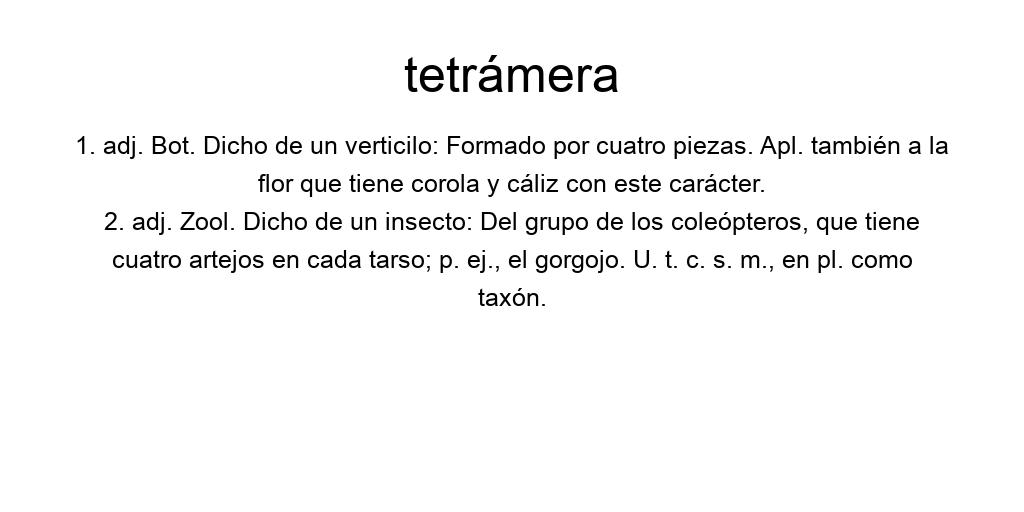 tetrámera
1. adj. Bot. Dicho de un verticilo: Formado por cuatro piezas. Apl. también a la
flor que tiene corola y cáliz con este carácter.
2. adj. Zool. Dicho de un insecto: Del grupo de los coleópteros, que tiene
cuatro artejos en cada tarso; p. ej., el gorgojo. U. t. c. s. m., en pl. como
taxón.